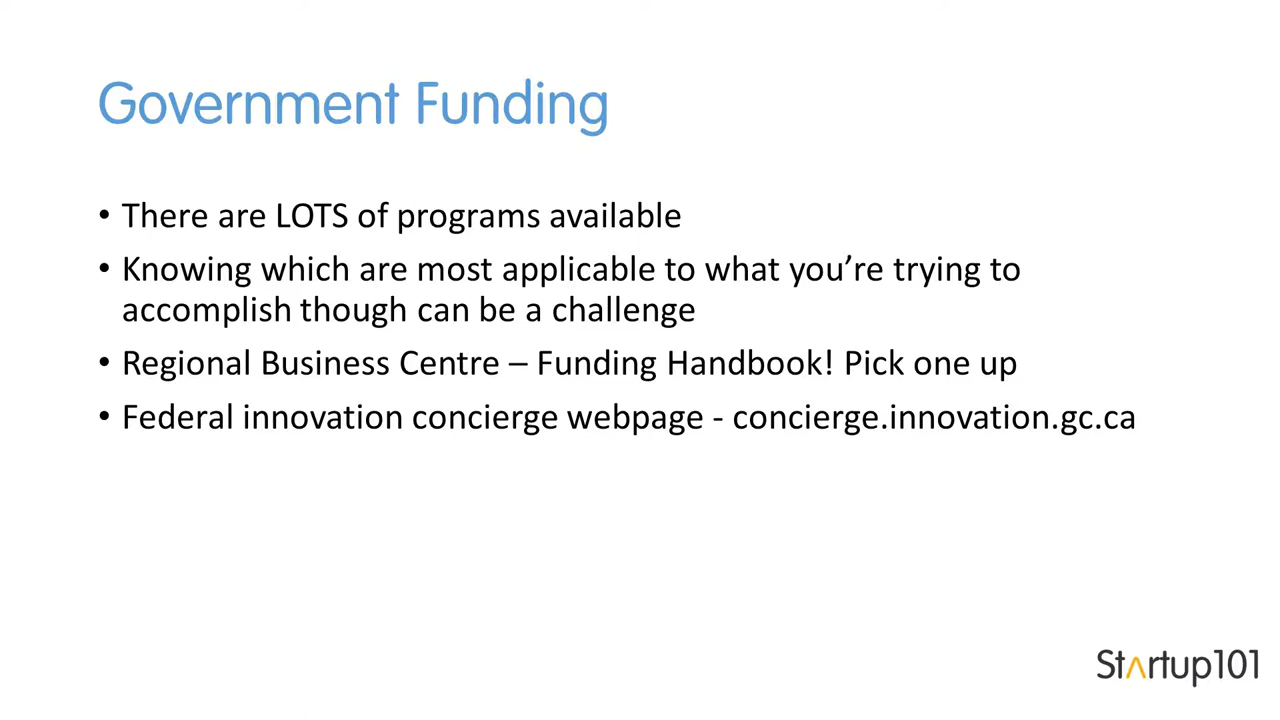 Government Funding
• There are LOTS of programs available
• Knowing which are most applicable to what you’re trying to
accomplish though can be a challenge
• Regional Business Centre – Funding Handbook! Pick one up
• Federal innovation concierge webpage - concierge.innovation.gc.ca
Startup101